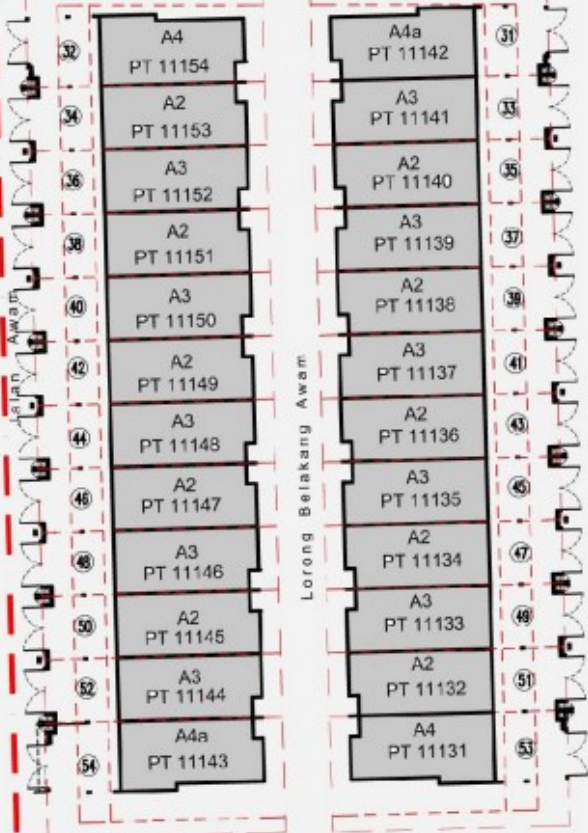 Jalan Awam
32
A4
PT 11154
34
A2
PT 11153
36
A3
PT 11152
38
A2
PT 11151
40
A3
PT 11150
42
A2
PT 11149
44
A3
PT 11148
46
A2
PT 11147
48
A3
PT 11146
50
A2
PT 11145
52
A3
PT 11144
54
A4a
PT 11143
Lorong Belakang Awam
A4a
PT 11142
31
A3
PT 11141
33
A2
PT 11140
35
A3
PT 11139
37
A2
PT 11138
39
A3
PT 11137
41
A2
PT 11136
43
A3
PT 11135
45
A2
PT 11134
47
A3
PT 11133
49
A2
PT 11132
51
A4
PT 11131
53